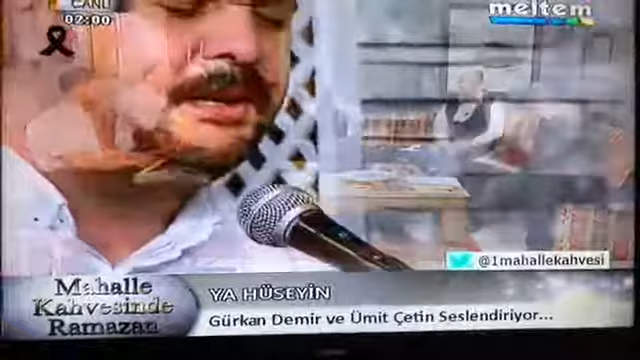 CANLI
02:00
meltem
@1mahallekahvesi
Mahalle
Kahvesinde
Ramazan
YA HÜSEYİN
Gürkan Demir ve Ümit Çetin Seslendiriyor...